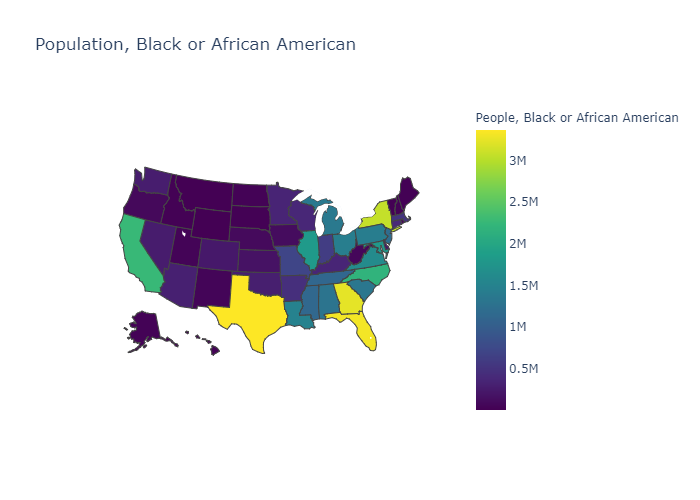 Population, Black or African American
People, Black or African American
3M
2.5M
2M
1.5M
1M
0.5M